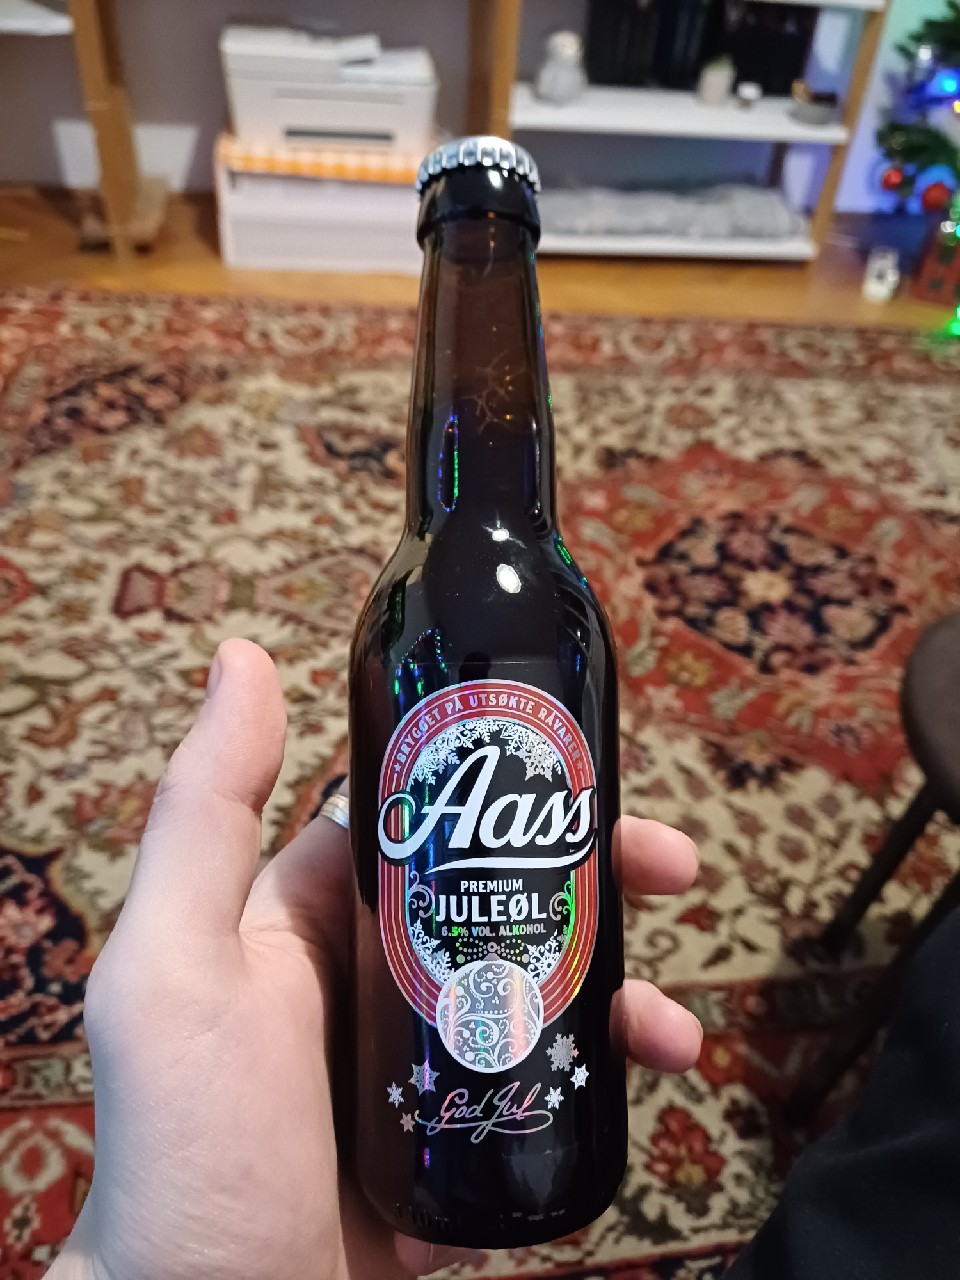 BRYGGET PÅ UTSØKTE RÅVARER
Aass
PREMIUM
JULEØL
6.5% VOL. ALKOHOL
God Jul